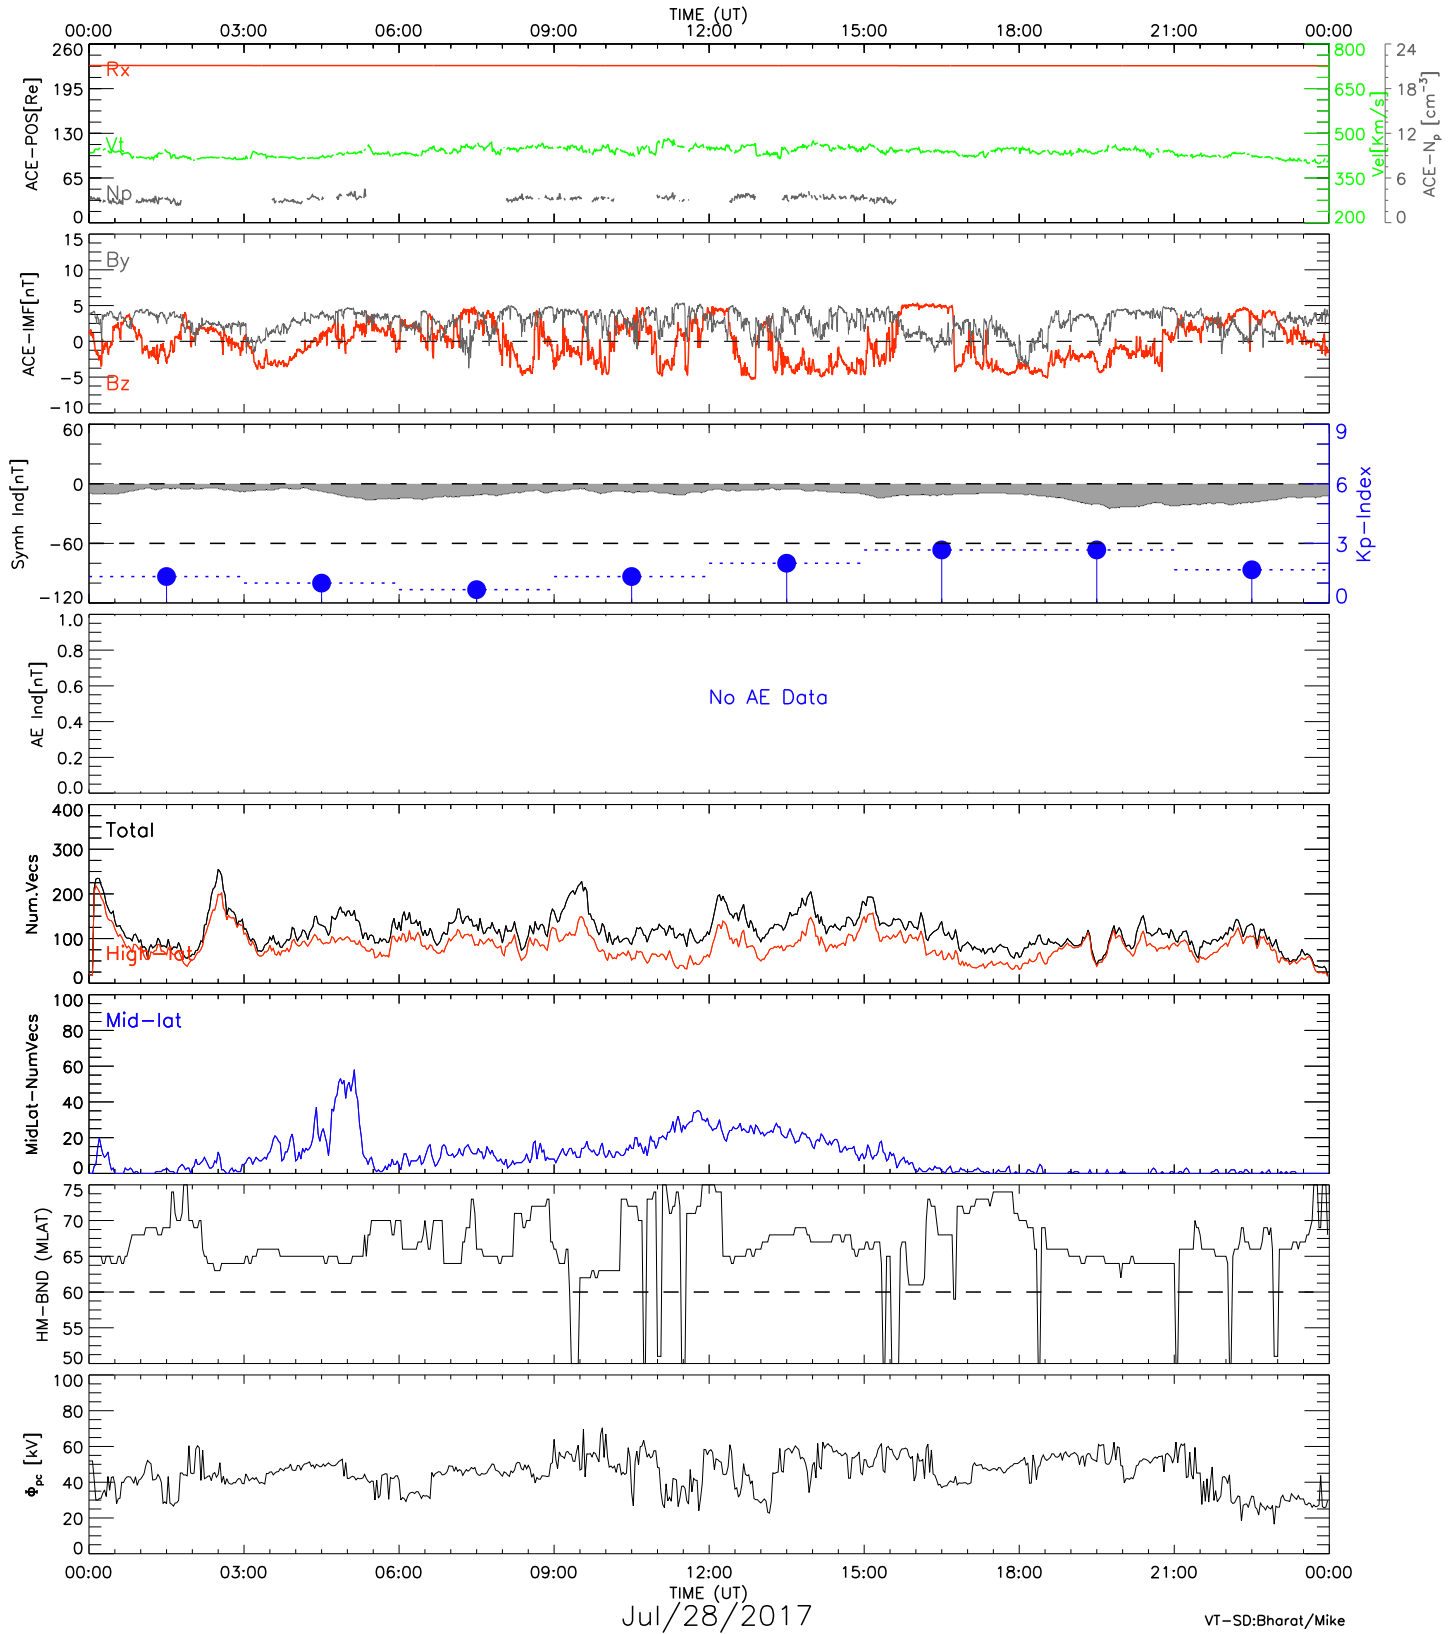 TIME (UT)
00:00 03:00 06:00 09:00 12:00 15:00 18:00 21:00 00:00
260
195
130
65
0
ACE-POS[Re]
Rx
Vt
Np
800
650
500
350
200
Vel[Km/s]
24
18
12
6
0
ACE-Np [cm-3]
15
10
5
0
-5
-10
ACE-IMF[nT]
By
Bz
60
0
-60
-120
Symh Ind[nT]
9
6
3
0
Kp-Index
1.0
0.8
0.6
0.4
0.2
0.0
AE Ind[nT]
No AE Data
400
300
200
100
0
Num.Vecs
Total
High-lat
100
80
60
40
20
0
MidLat-NumVecs
Mid-lat
75
70
65
60
55
50
HM-BND (MLAT)
100
80
60
40
20
0
Φpc [kV]
00:00 03:00 06:00 09:00 12:00 15:00 18:00 21:00 00:00
TIME (UT)
Jul/28/2017
VT-SD:Bharat/Mike